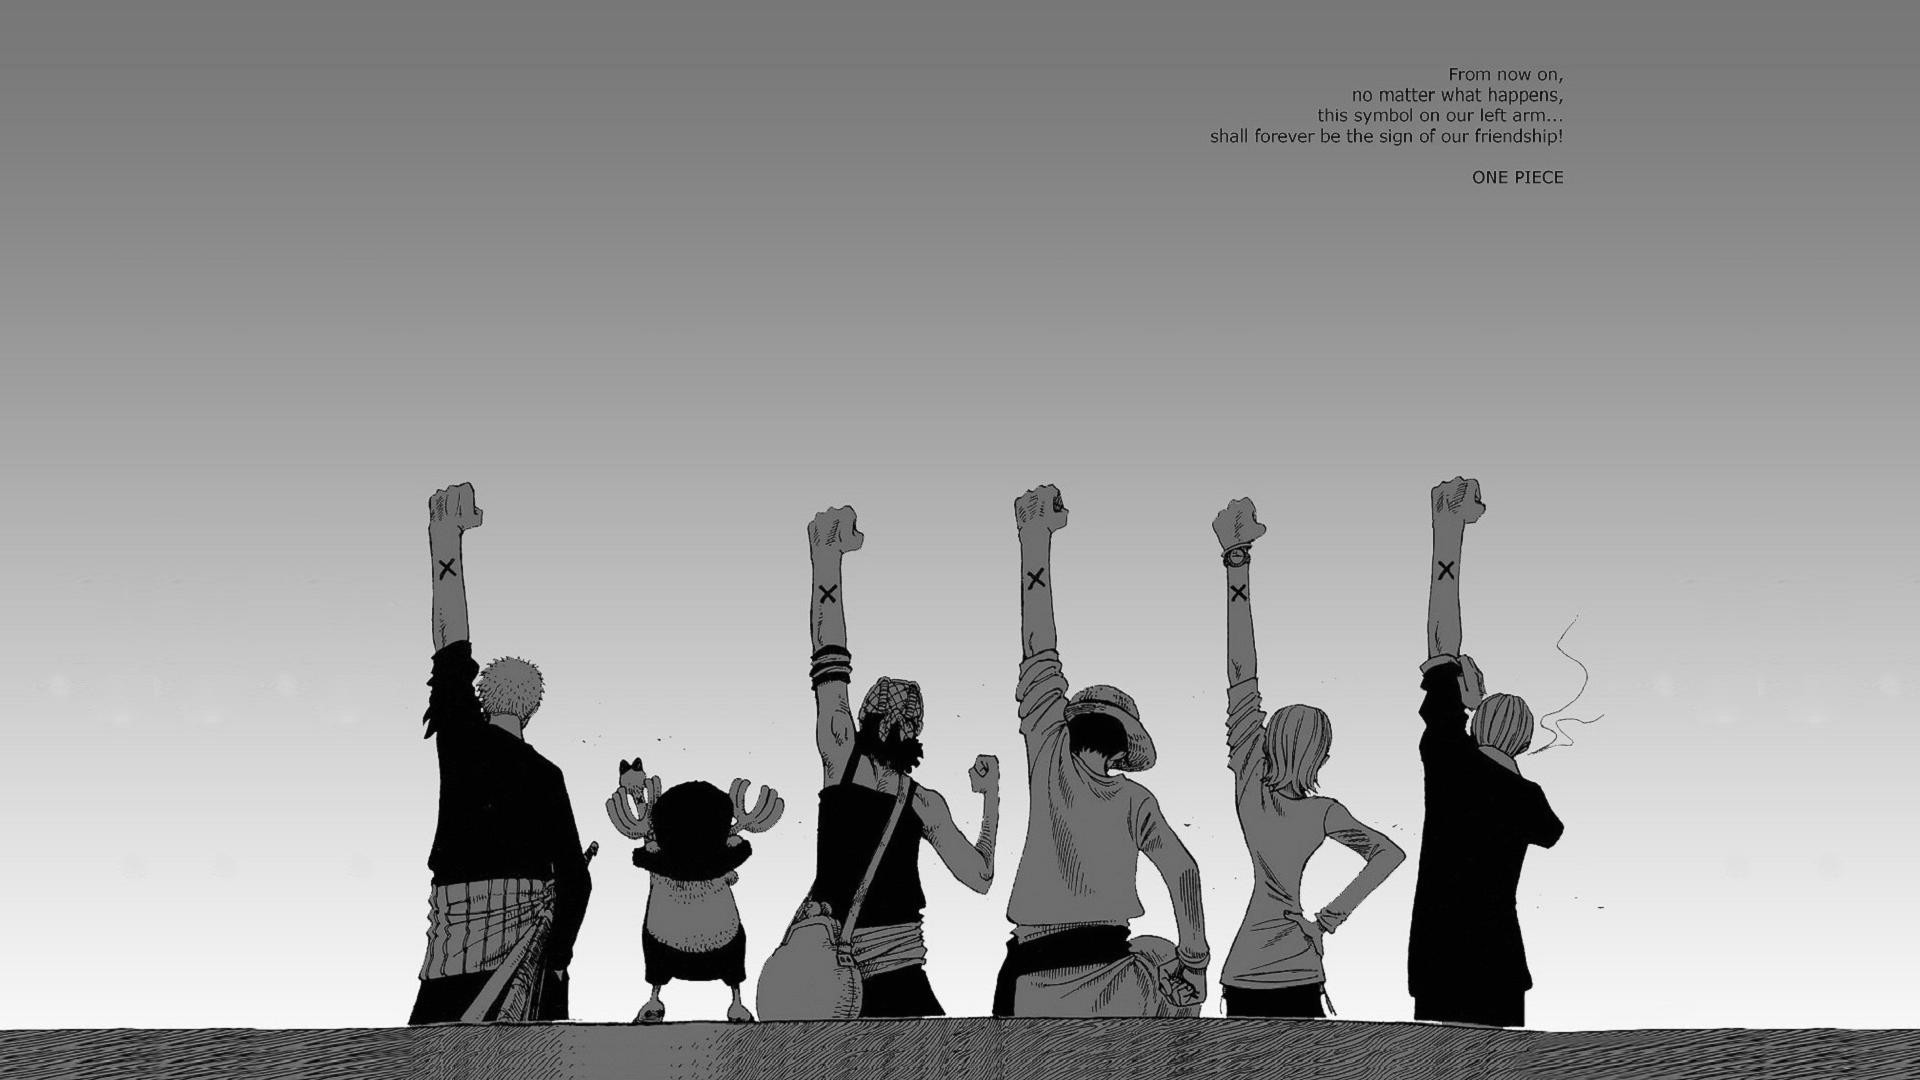 From now on,
no matter what happens,
this symbol on our left arm...
shall forever be the sign of our friendship!
ONE PIECE